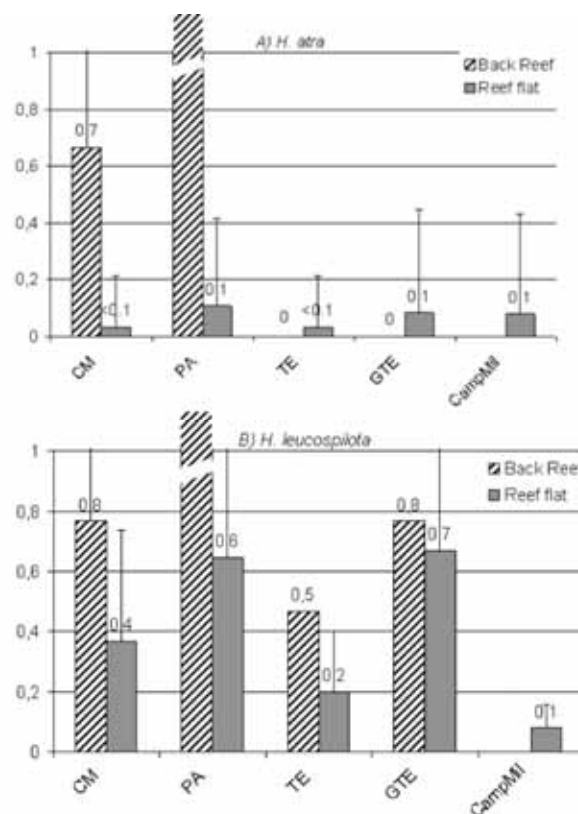 A) H. atra
1
0,8
0,6
0,4
0,2
0
Back Reef
Reef flat
0,7
<0,1
0,1
0
<0,1
0
0,1
0,1
CM
PA
TE
GTE
CampMil
B) H. leucospilota
1
0,8
0,6
0,4
0,2
0
Back Reef
Reef flat
0,8
0,4
0,6
0,5
0,2
0,8
0,7
0,1
CM
PA
TE
GTE
CampMil